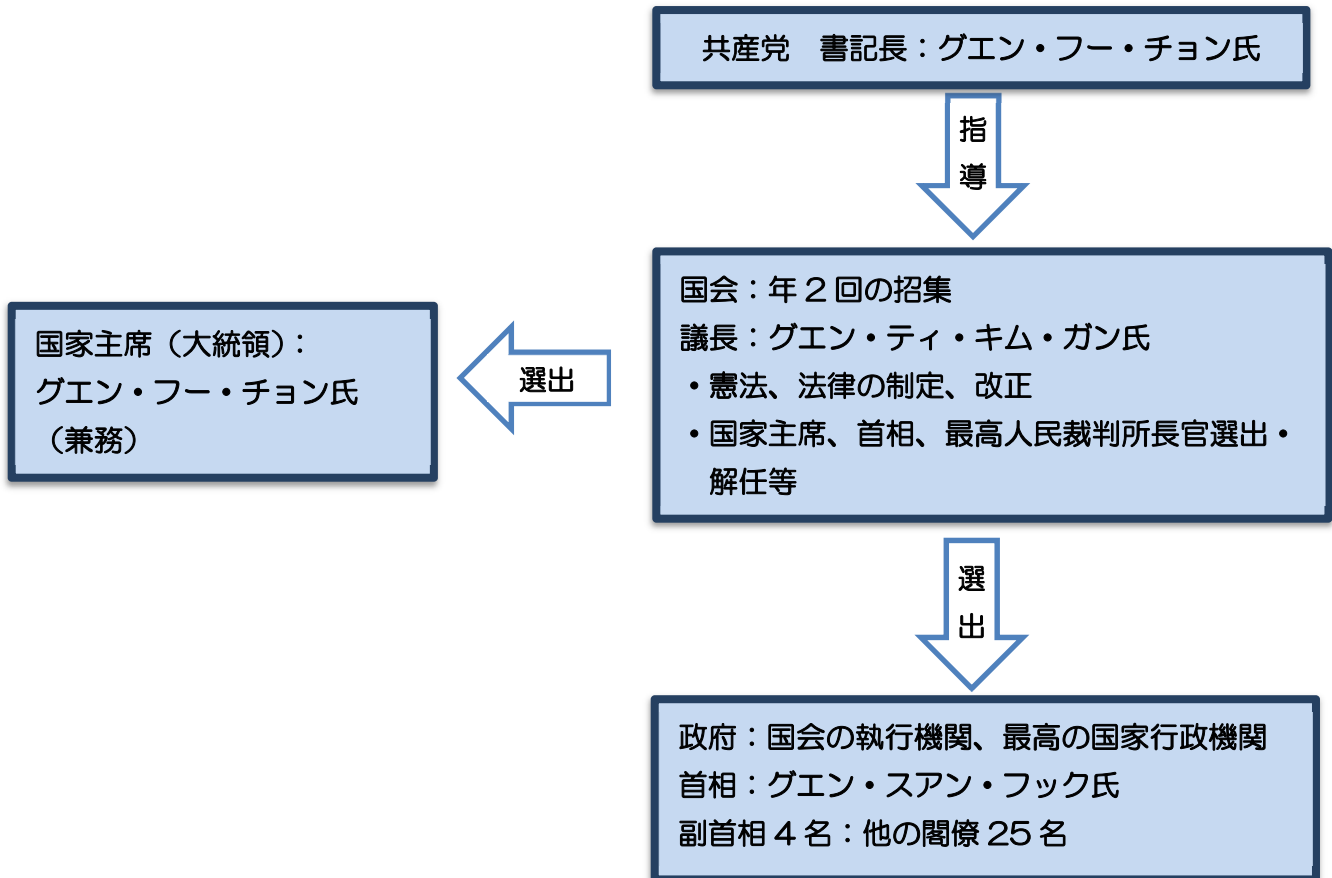 共産党　書記長：グエン・フー・チョン氏
指導
国会：年２回の招集
議長：グエン・ティ・キム・ガン氏
・憲法、法律の制定、改正
・国家主席、首相、最高人民裁判所長官選出・
解任等
選出
国家主席（大統領）：
グエン・フー・チョン氏
（兼務）
選出
政府：国会の執行機関、最高の国家行政機関
首相：グエン・スアン・フック氏
副首相４名：他の閣僚 25 名